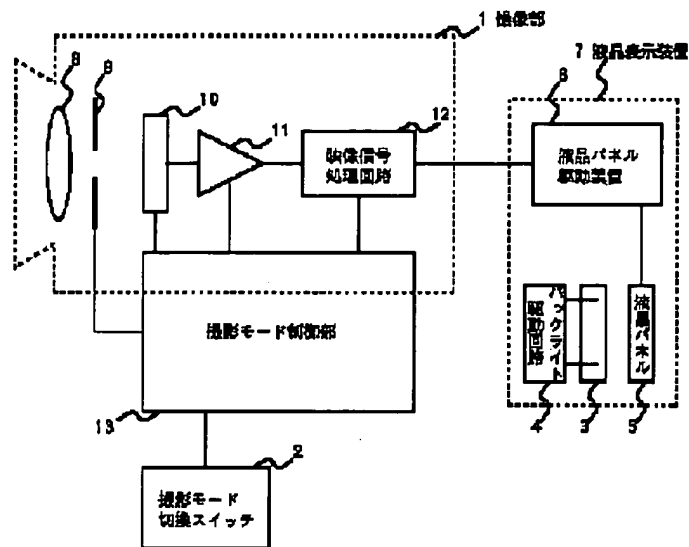 1 撮像部
7 液晶表示装置
8
9
10
11
12
6
映像信号
処理回路
液晶パネル
駆動装置
撮影モード制御部
バックライト
駆動回路
液晶パネル
13
4
3
5
2
撮影モード
切換スイッチ